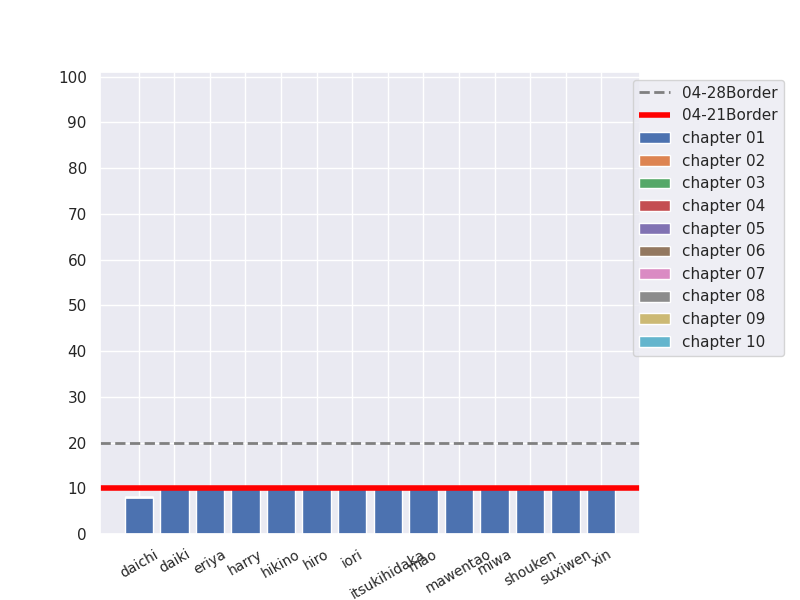 100
90
80
70
60
50
40
30
20
10
0
daichi
daiki
eriya
harry
hikino
hiro
iori
itsukihidaka
mao
mawentao
miwa
shouken
suxiwen
xin
04-28Border
04-21Border
chapter 01
chapter 02
chapter 03
chapter 04
chapter 05
chapter 06
chapter 07
chapter 08
chapter 09
chapter 10